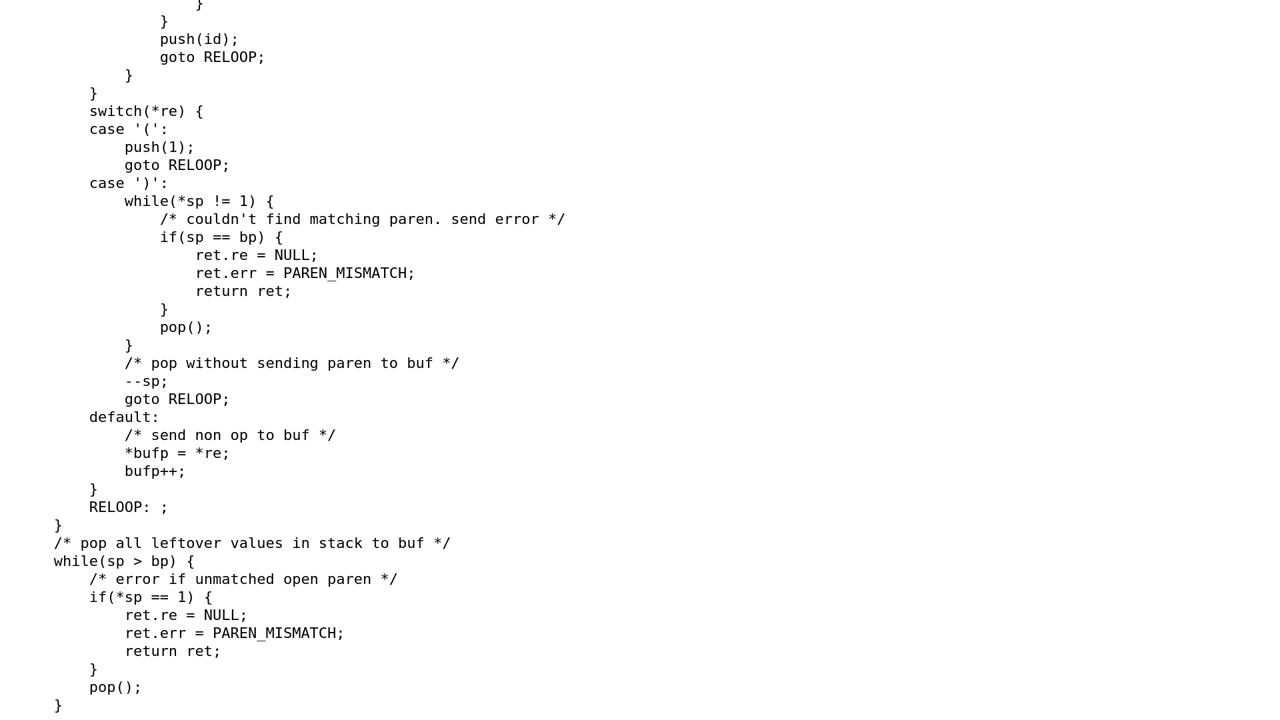 }
                }
                push(id);
                goto RELOOP;
            }
        }
        switch(*re) {
        case '(':
            push(1);
            goto RELOOP;
        case ')':
            while(*sp != 1) {
                /* couldn't find matching paren. send error */
                if(sp == bp) {
                    ret.re = NULL;
                    ret.err = PAREN_MISMATCH;
                    return ret;
                }
                pop();
            }
            /* pop without sending paren to buf */
            --sp;
            goto RELOOP;
        default:
            /* send non op to buf */
            *bufp = *re;
            bufp++;
        }
        RELOOP: ;
    }
    /* pop all leftover values in stack to buf */
    while(sp > bp) {
        /* error if unmatched open paren */
        if(*sp == 1) {
            ret.re = NULL;
            ret.err = PAREN_MISMATCH;
            return ret;
        }
        pop();
    }